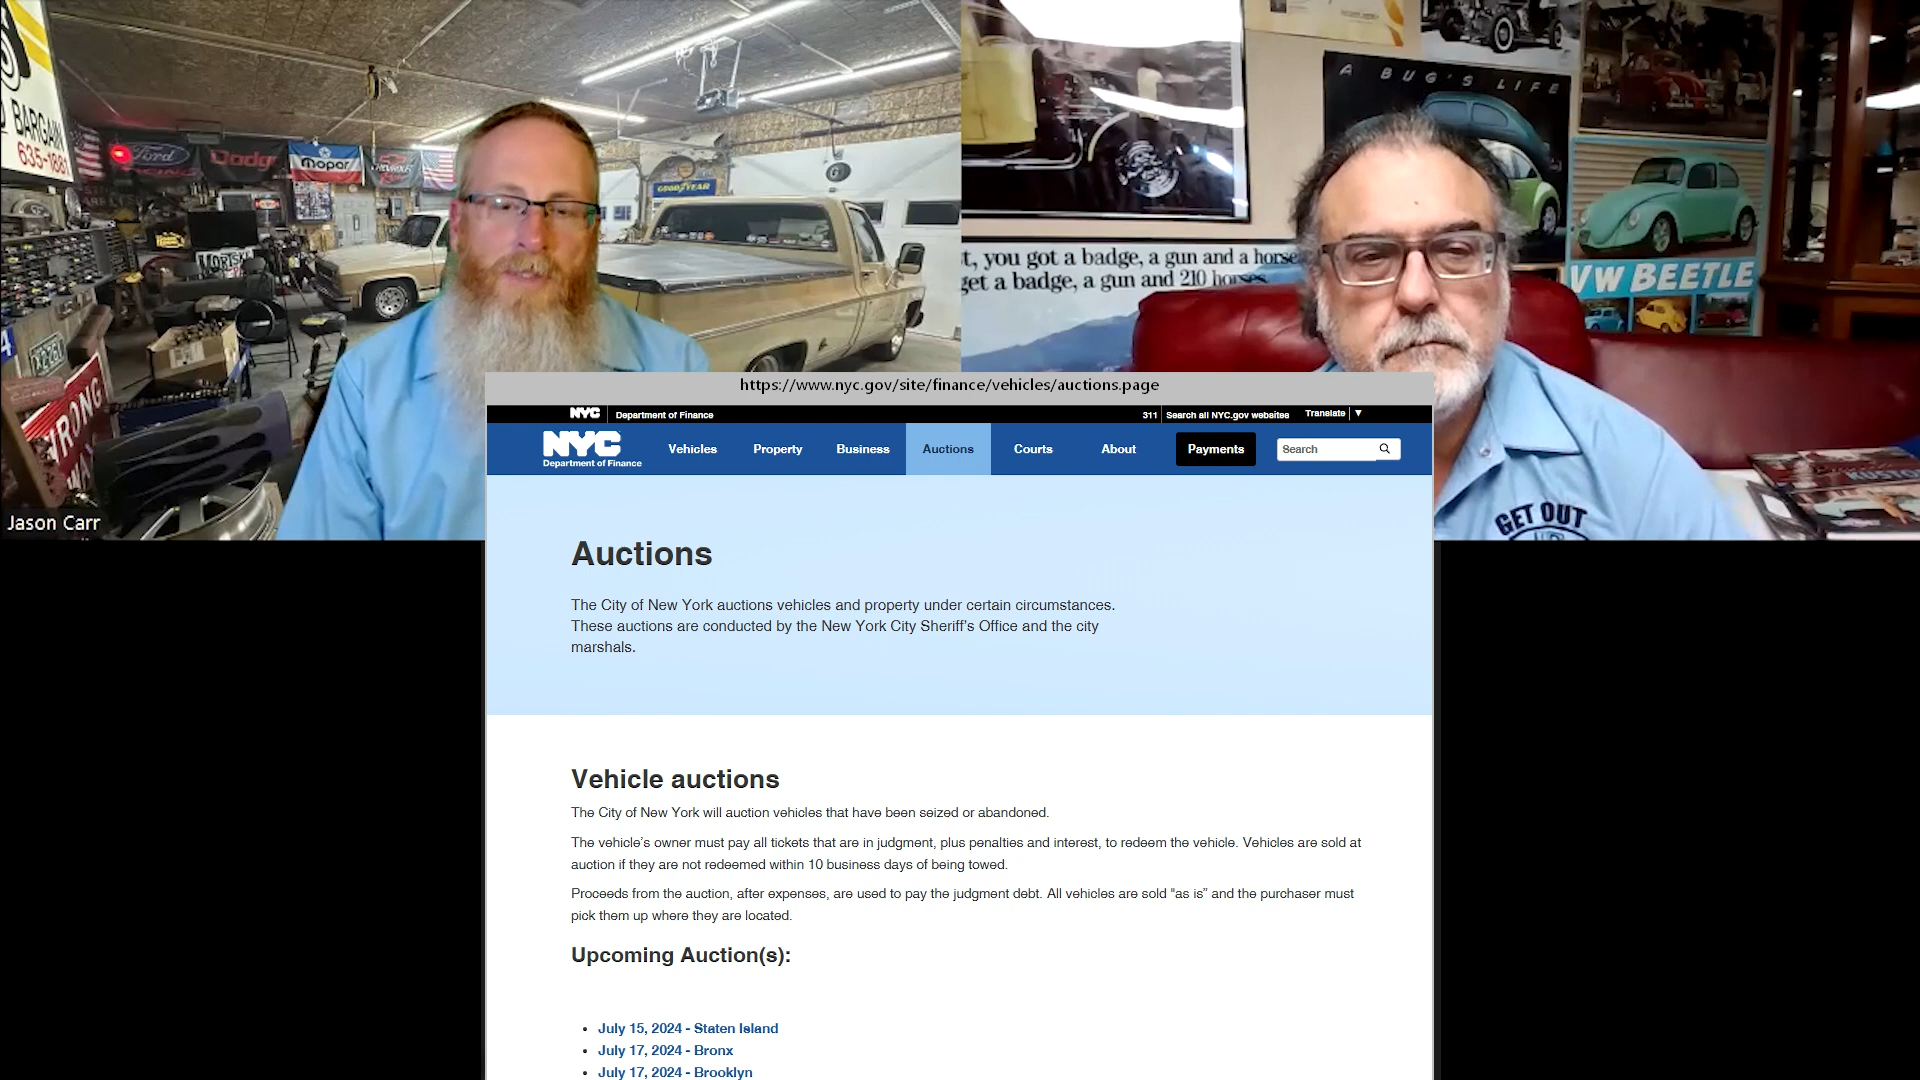 BARGAIN
635-1881
Ford
RACING
Dodge
mopar
CHEVROLET
GOODYEAR
STRONG
Jason Carr
A BUG'S LIFE
t, you got a badge, a gun and a horse
get a badge, a gun and 210 horses
VW BEETLE
GET OUT
https://www.nyc.gov/site/finance/vehicles/auctions.page
NYC Department of Finance 311 Search all NYC.gov websites Translate ▼
NYC
Department of Finance
Vehicles Property Business Auctions Courts About Payments Search
Auctions
The City of New York auctions vehicles and property under certain circumstances.
These auctions are conducted by the New York City Sheriff's Office and the city
marshals.
Vehicle auctions
The City of New York will auction vehicles that have been seized or abandoned.
The vehicle's owner must pay all tickets that are in judgment, plus penalties and interest, to redeem the vehicle. Vehicles are sold at
auction if they are not redeemed within 10 business days of being towed.
Proceeds from the auction, after expenses, are used to pay the judgment debt. All vehicles are sold "as is" and the purchaser must
pick them up where they are located.
Upcoming Auction(s):
• July 15, 2024 - Staten Island
• July 17, 2024 - Bronx
• July 17, 2024 - Brooklyn